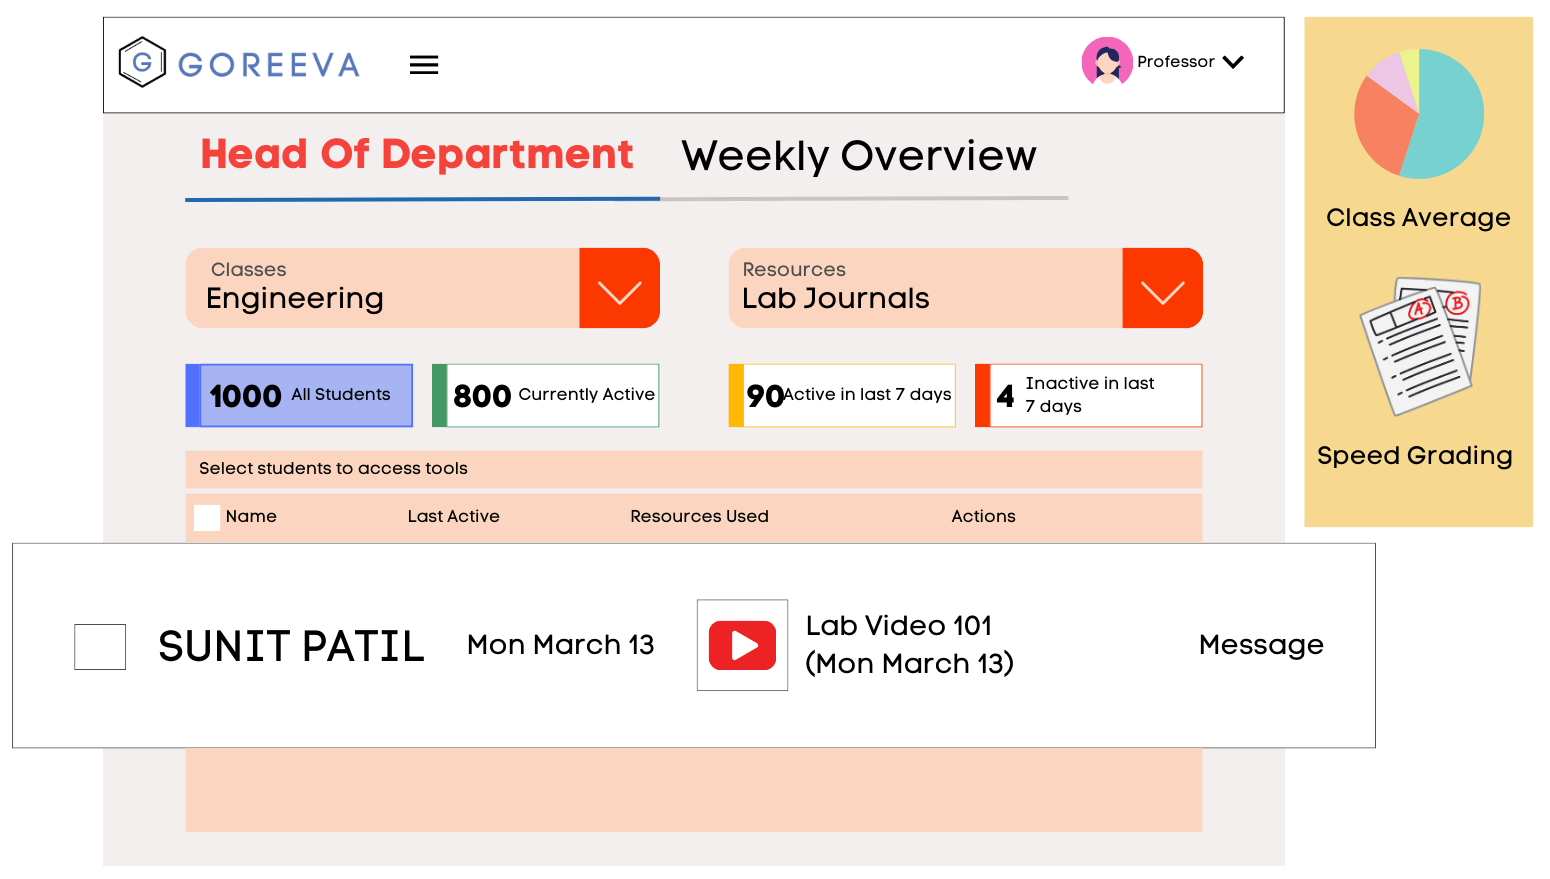 G GOREEVA
Professor
Head Of Department
Weekly Overview
Class Average
Classes
Engineering
Resources
Lab Journals
A B
1000 All Students
800 Currently Active
90 Active in last 7 days
4 Inactive in last
7 days
Speed Grading
Select students to access tools
Name Last Active Resources Used Actions
SUNIT PATIL
Mon March 13
Lab Video 101
(Mon March 13)
Message